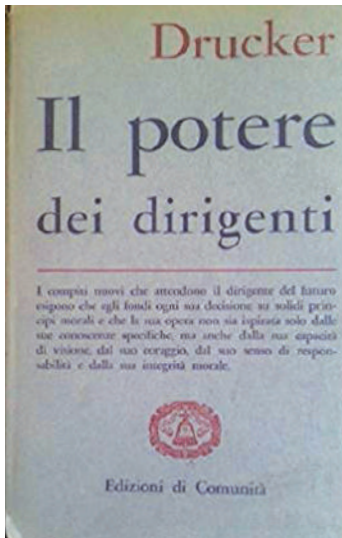 Drucker
Il potere
dei dirigenti
I compiti nuovi che attendono il dirigente del futuro
esigono che egli fondi ogni sua decisione su solidi prin-
cipi morali e che la sua opera non sia ispirata solo dalle
sue conoscenze specifiche, ma anche dalla sua capacità
di visione, dal suo coraggio, dal suo senso di respon-
sabilità e dalla sua integrità morale.
Edizioni di Comunità